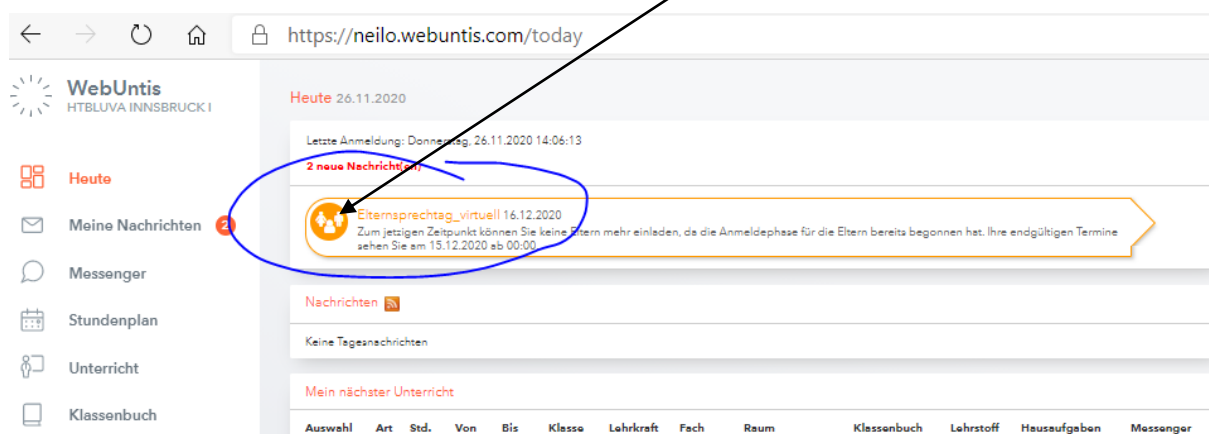 https://neilo.webuntis.com/today
WebUntis
HTBLUVA INNSBRUCK I
Heute 26.11.2020
Letzte Anmeldung: Donnerstag, 26.11.2020 14:06:13
2 neue Nachricht(en)
Heute
Meine Nachrichten 2
Messenger
Stundenplan
Unterricht
Klassenbuch
Elternsprechtag_virtuell 16.12.2020
Zum jetzigen Zeitpunkt können Sie keine Eltern mehr einladen, da die Anmeldephase für die Eltern bereits begonnen hat. Ihre endgültigen Termine
sehen Sie am 15.12.2020 ab 00:00.
Nachrichten
Keine Tagesnachrichten
Mein nächster Unterricht
Auswahl Art Std. Von Bis Klasse Lehrkraft Fach Raum Klassenbuch Lehrstoff Hausaufgaben Messenger